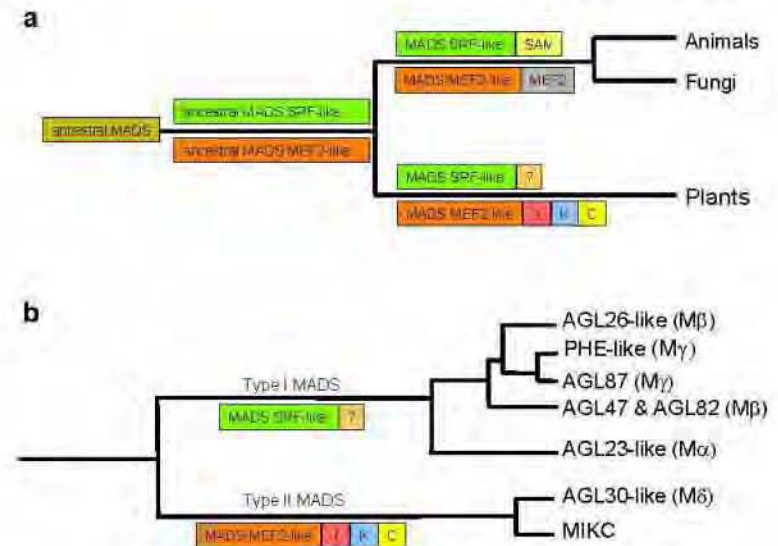 a
MADS SRF-like SAM
Animals
MADS MEF2-like MEF2
Fungi
ancestral MADS SRF-like
ancestral MADS
ancestral MADS MEF2-like
MADS SRF-like ?
Plants
MADS MEF2-like I K C
b
AGL26-like (Mβ)
PHE-like (Mγ)
Type I MADS
AGL87 (Mγ)
MADS SRF-like ?
AGL47 & AGL82 (Mβ)
AGL23-like (Mα)
Type II MADS
AGL30-like (Mδ)
MADS MEF2-like I K C
MIKC